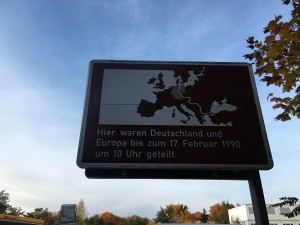 Hier waren Deutschland und
Europa bis zum 17. Februar 1990
um 10 Uhr geteilt.